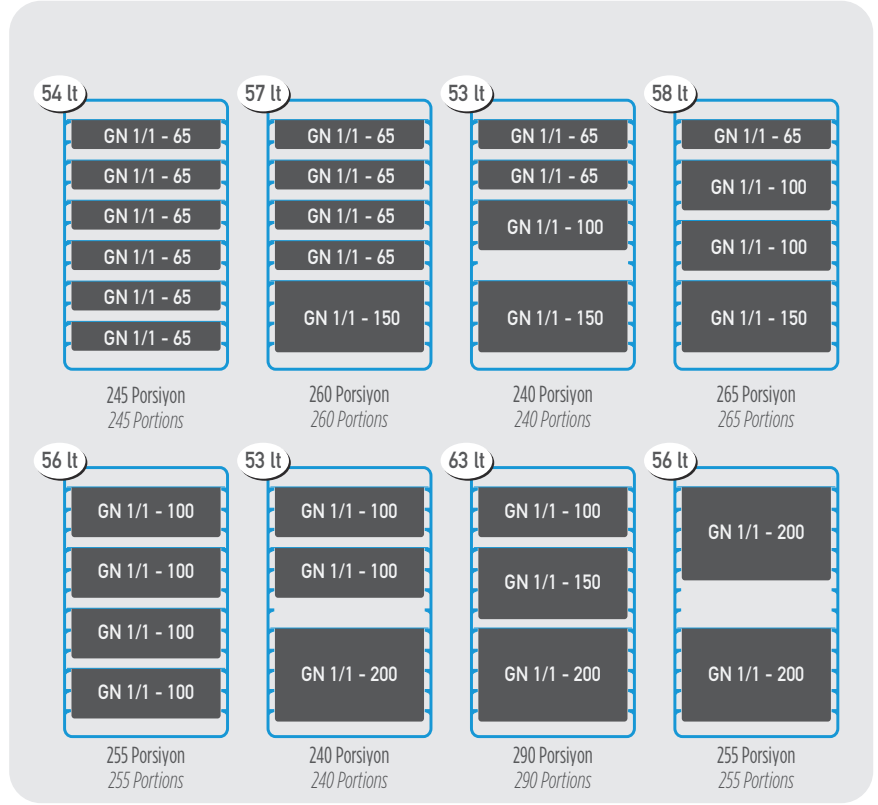 54 lt
GN 1/1 - 65
GN 1/1 - 65
GN 1/1 - 65
GN 1/1 - 65
GN 1/1 - 65
GN 1/1 - 65
245 Porsiyon
245 Portions
57 lt
GN 1/1 - 65
GN 1/1 - 65
GN 1/1 - 65
GN 1/1 - 65
GN 1/1 - 150
260 Porsiyon
260 Portions
53 lt
GN 1/1 - 65
GN 1/1 - 65
GN 1/1 - 100
GN 1/1 - 150
240 Porsiyon
240 Portions
58 lt
GN 1/1 - 65
GN 1/1 - 100
GN 1/1 - 100
GN 1/1 - 150
265 Porsiyon
265 Portions
56 lt
GN 1/1 - 100
GN 1/1 - 100
GN 1/1 - 100
GN 1/1 - 100
255 Porsiyon
255 Portions
53 lt
GN 1/1 - 100
GN 1/1 - 100
GN 1/1 - 200
240 Porsiyon
240 Portions
63 lt
GN 1/1 - 100
GN 1/1 - 150
GN 1/1 - 200
290 Porsiyon
290 Portions
56 lt
GN 1/1 - 200
GN 1/1 - 200
255 Porsiyon
255 Portions